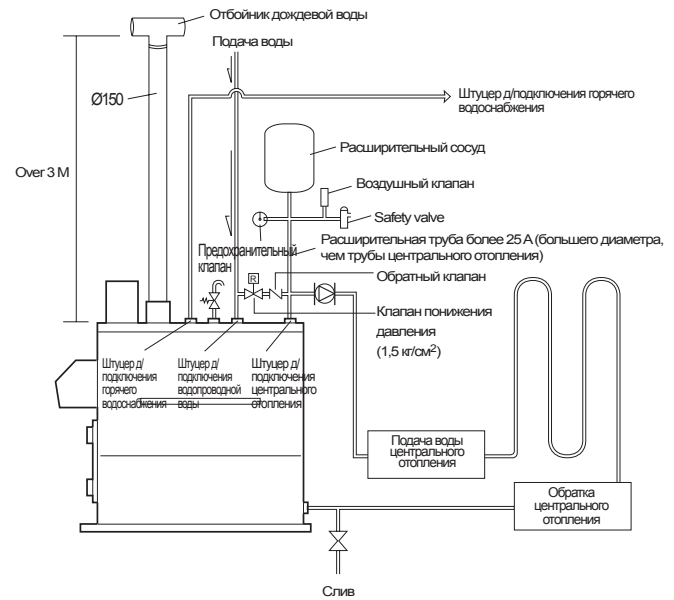 Отбойник дождевой воды
Подача воды
Ø150
Штуцер д/подключения горячего
водоснабжения
Расширительный сосуд
Over 3 M
Воздушный клапан
Safety valve
Предохранительный
клапан
Расширительная труба более 25 А (большего диаметра,
чем трубы центрального отопления)
Обратный клапан
R
Клапан понижения
давления
(1,5 кг/см²)
Штуцер д/
подключения
горячего
водоснабжения
Штуцер д/
подключения
водопроводной
воды
Штуцер д/
подключения
центрального
отопления
Подача воды
центрального
отопления
Обратка
центрального
отопления
Слив